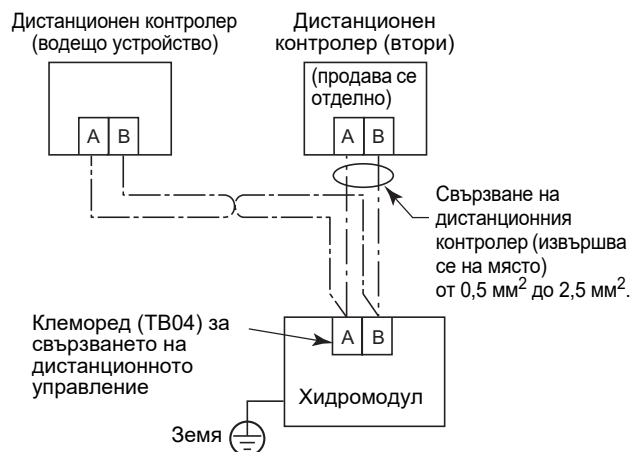 Дистанционен контролер
(водещо устройство)
Дистанционен
контролер (втори)
(продава се
отделно)
A B
A B
Свързване на
дистанционния
контролер (извършва
се на място)
от 0,5 мм² до 2,5 мм².
Клеморед (TB04) за
свързването на
дистанционното
управление
A B
Хидромодул
Земя